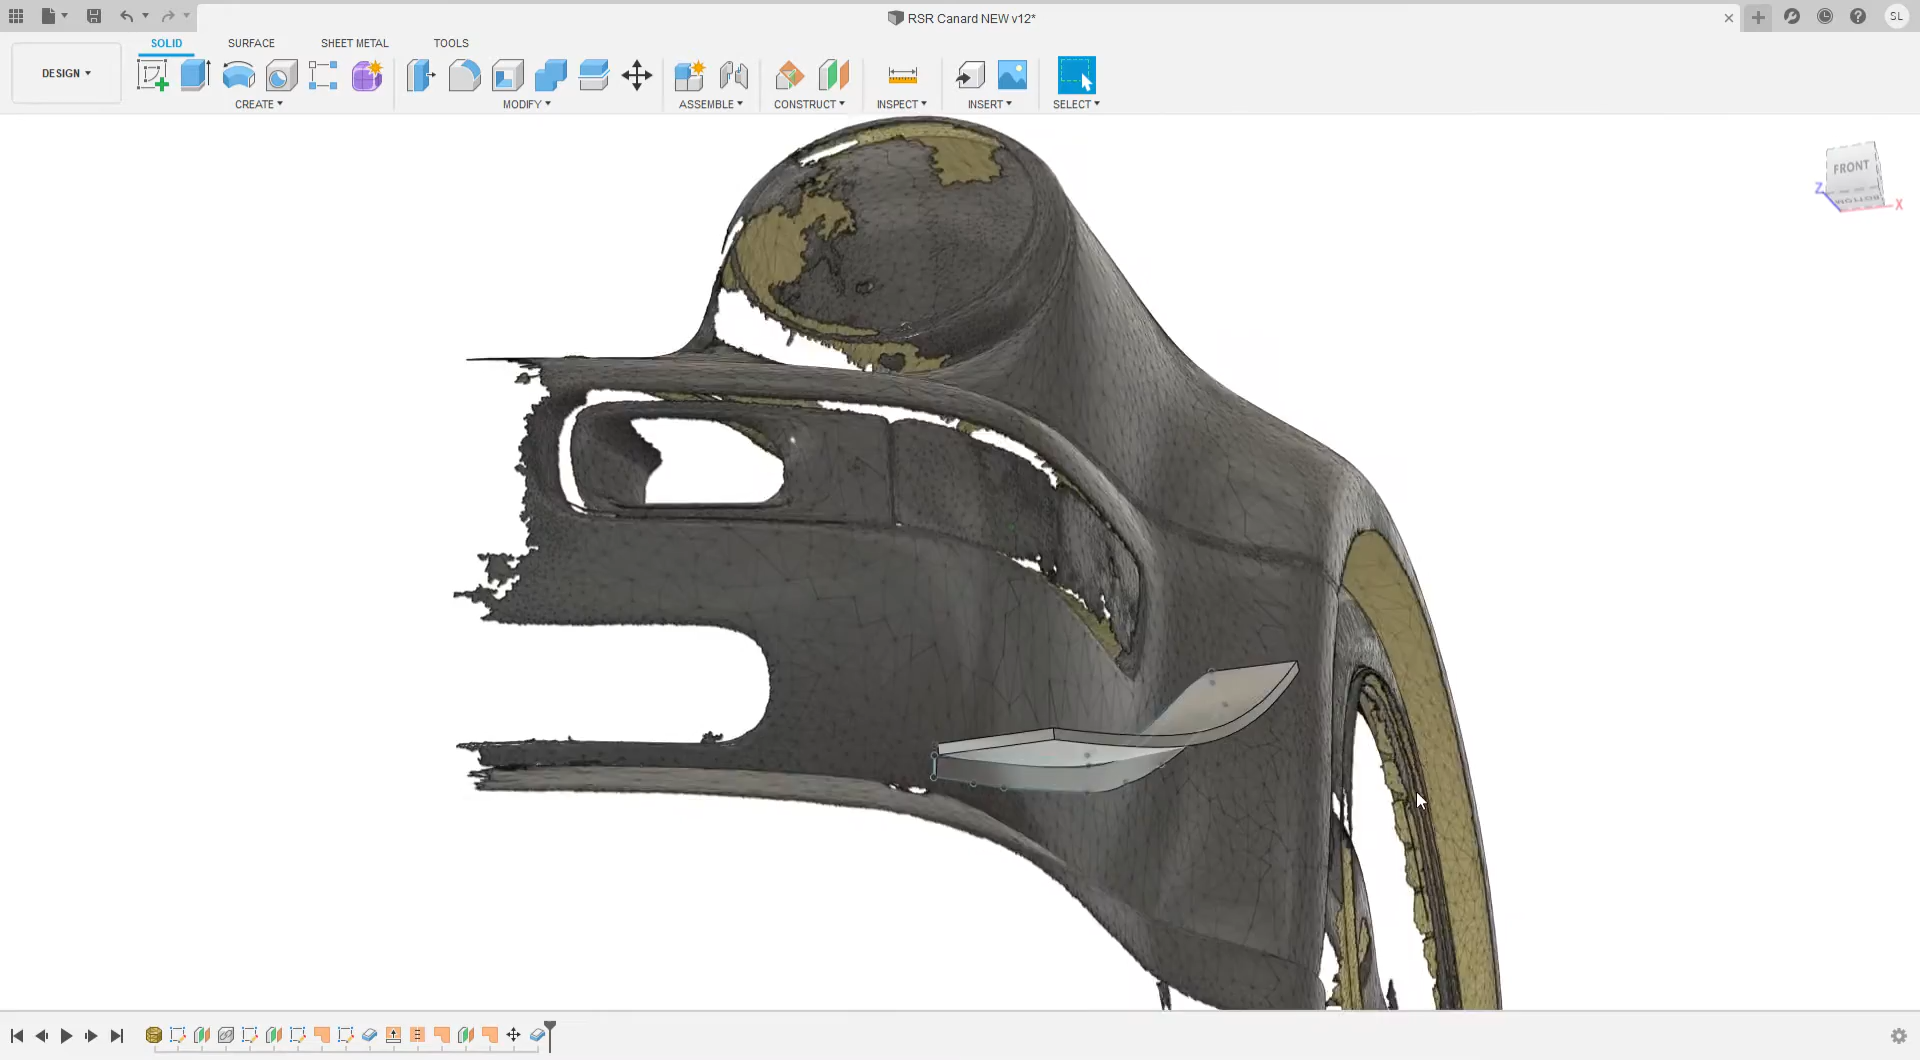 RSR Canard NEW v12*
SL
DESIGN
SOLID
SURFACE
SHEET METAL
TOOLS
CREATE
MODIFY
ASSEMBLE
CONSTRUCT
INSPECT
INSERT
SELECT
FRONT
BOTTOM
Z
X